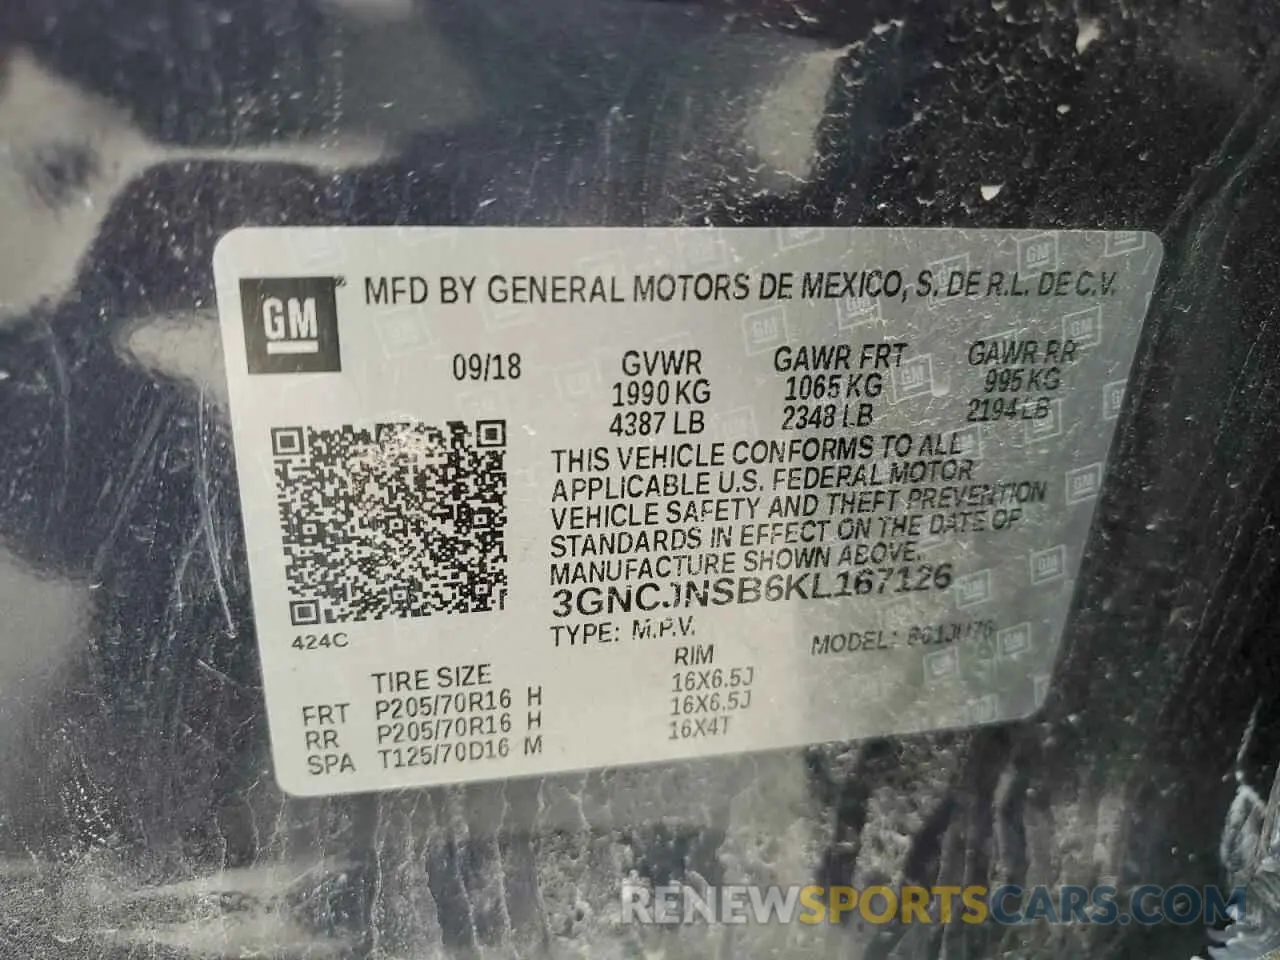 GM® MFD BY GENERAL MOTORS DE MEXICO, S. DE R.L. DE C.V.
09/18 GVWR GAWR FRT GAWR RR
1990 KG 1065 KG 995 KG
4387 LB 2348 LB 2194 LB
THIS VEHICLE CONFORMS TO ALL
APPLICABLE U.S. FEDERAL MOTOR
VEHICLE SAFETY AND THEFT PREVENTION
STANDARDS IN EFFECT ON THE DATE OF
MANUFACTURE SHOWN ABOVE.
3GNCJNSB6KL167126
424C TYPE: M.P.V. MODEL:
TIRE SIZE RIM
FRT P205/70R16 H 16X6.5J
RR P205/70R16 H 16X6.5J
SPA T125/70D16 M 16X4T
RENEWSPORTSCARS.COM